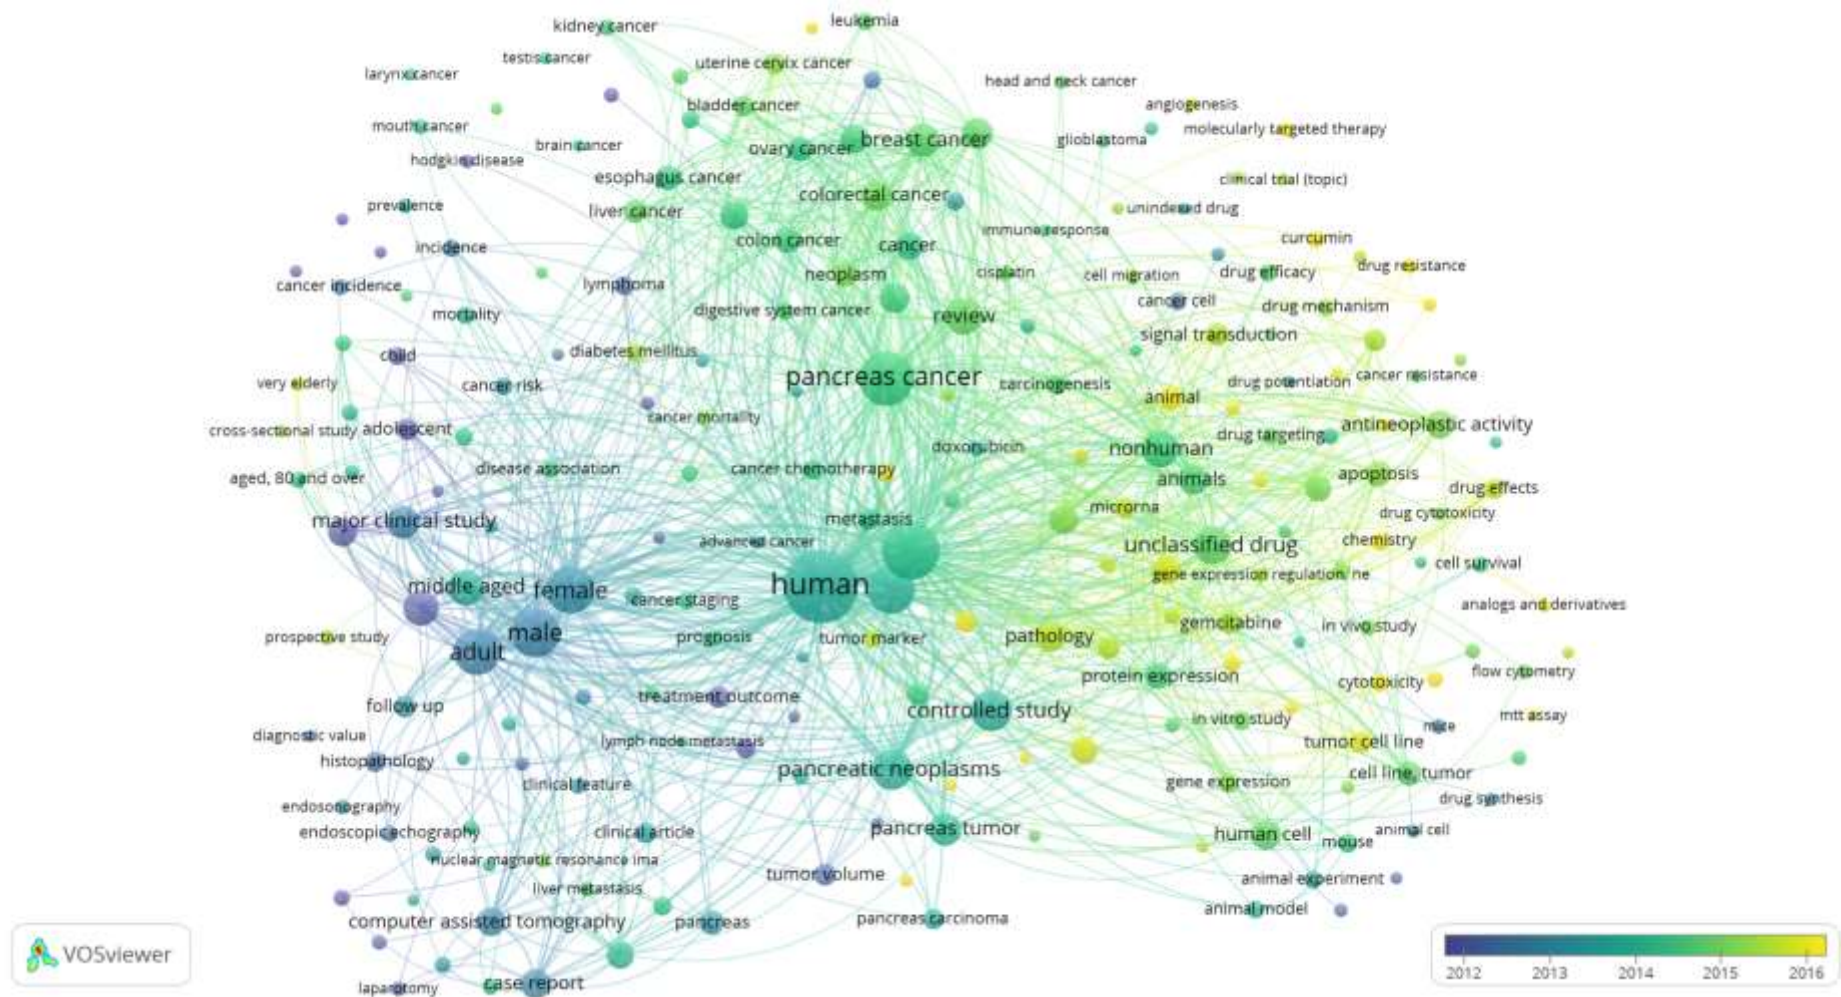 kidney cancer
leukemia
testis cancer
uterine cervix cancer
larynx cancer
head and neck cancer
bladder cancer
angiogenesis
mouth cancer
molecularly targeted therapy
breast cancer
glioblastoma
brain cancer
ovary cancer
hodgkin disease
esophagus cancer
clinical trial (topic)
colorectal cancer
prevalence
liver cancer
unindexed drug
immune response
colon cancer
cancer
curcumin
incidence
neoplasm
cisplatin
cell migration
drug efficacy
drug resistance
cancer incidence
lymphoma
cancer cell
drug mechanism
digestive system cancer
review
mortality
signal transduction
child
diabetes mellitus
pancreas cancer
carcinogenesis
drug potentiation
cancer resistance
very elderly
cancer risk
animal
cancer mortality
antineoplastic activity
cross-sectional study
adolescent
drug targeting
doxorubicin
nonhuman
disease association
cancer chemotherapy
aged, 80 and over
animals
apoptosis
drug effects
microrna
metastasis
major clinical study
drug cytotoxicity
advanced cancer
unclassified drug
chemistry
cell survival
gene expression regulation, ne
human
middle aged
female
cancer staging
analogs and derivatives
gemcitabine
in vivo study
prospective study
male
prognosis
tumor marker
pathology
adult
protein expression
flow cytometry
cytotoxicity
treatment outcome
follow up
controlled study
in vitro study
mtt assay
mice
diagnostic value
lymph node metastasis
tumor cell line
histopathology
pancreatic neoplasms
cell line, tumor
clinical feature
gene expression
drug synthesis
endosonography
endoscopic echography
clinical article
pancreas tumor
human cell
animal cell
mouse
nuclear magnetic resonance ima
tumor volume
animal experiment
liver metastasis
animal model
computer assisted tomography
pancreas
pancreas carcinoma
laparotomy
case report
VOSviewer
2012 2013 2014 2015 2016